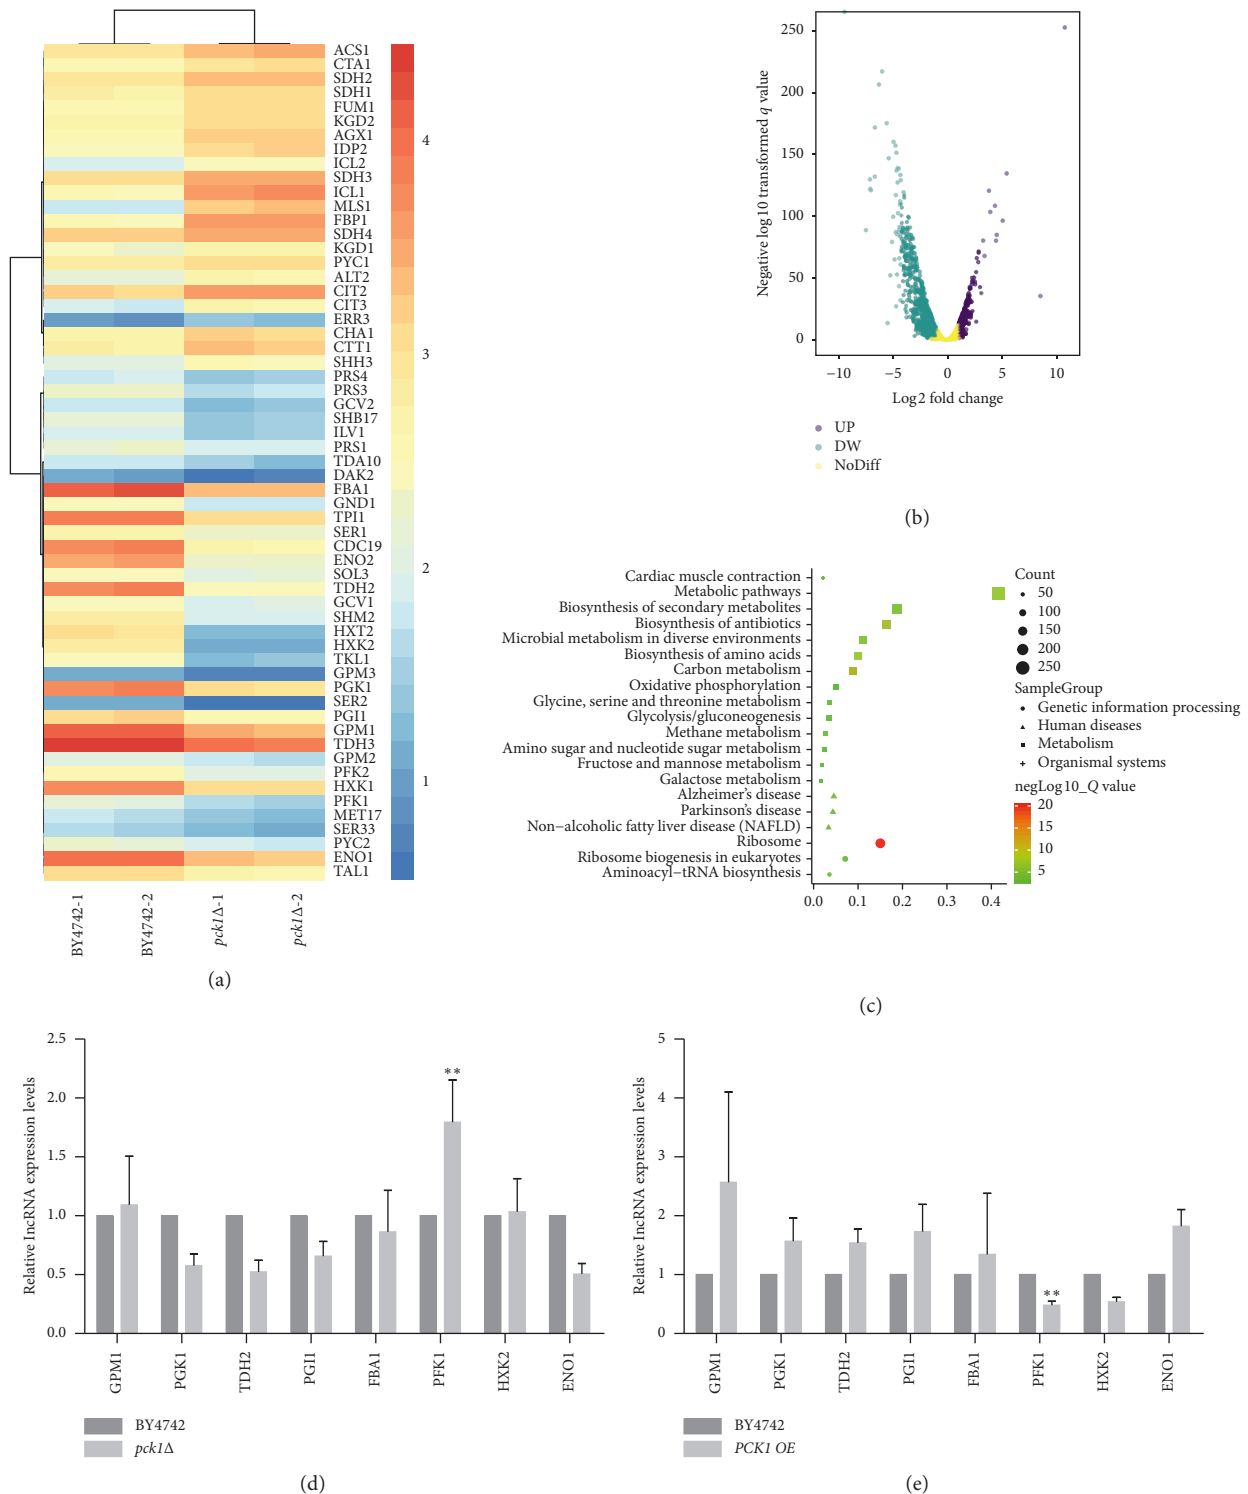 ACS1
CTA1
SDH2
SDH1
FUM1
KGD2
AGX1
IDP2
ICL2
SDH3
ICL1
MLS1
FBP1
SDH4
KGD1
PYC1
ALT2
CIT2
CIT3
ERR3
CHA1
CTT1
SHH3
PRS4
PRS3
GCV2
SHB17
ILV1
PRS1
TDA10
DAK2
FBA1
GND1
TPI1
SER1
CDC19
ENO2
SOL3
TDH2
GCV1
SHM2
HXT2
HXK2
TKL1
GPM3
PGK1
SER2
PGI1
GPM1
TDH3
GPM2
PFK2
HXK1
PFK1
MET17
SER33
PYC2
ENO1
TAL1
4
3
2
1
BY4742-1
BY4742-2
pck1Δ-1
pck1Δ-2
(a)
Negative log10 transformed q value
250
200
150
100
50
0
−10
−5
0
5
10
Log2 fold change
UP
DW
NoDiff
(b)
Cardiac muscle contraction
Metabolic pathways
Biosynthesis of secondary metabolites
Biosynthesis of antibiotics
Microbial metabolism in diverse environments
Biosynthesis of amino acids
Carbon metabolism
Oxidative phosphorylation
Glycine, serine and threonine metabolism
Glycolysis/gluconeogenesis
Methane metabolism
Amino sugar and nucleotide sugar metabolism
Fructose and mannose metabolism
Galactose metabolism
Alzheimer's disease
Parkinson's disease
Non−alcoholic fatty liver disease (NAFLD)
Ribosome
Ribosome biogenesis in eukaryotes
Aminoacyl−tRNA biosynthesis
0.0
0.1
0.2
0.3
0.4
Count
50
100
150
200
250
SampleGroup
Genetic information processing
Human diseases
Metabolism
Organismal systems
negLog10_Q value
20
15
10
5
(c)
Relative lncRNA expression levels
2.5
2.0
1.5
1.0
0.5
0.0
**
GPM1
PGK1
TDH2
PGI1
FBA1
PFK1
HXK2
ENO1
BY4742
pck1Δ
(d)
Relative lncRNA expression levels
5
4
3
2
1
0
**
GPM1
PGK1
TDH2
PGI1
FBA1
PFK1
HXK2
ENO1
BY4742
PCK1 OE
(e)